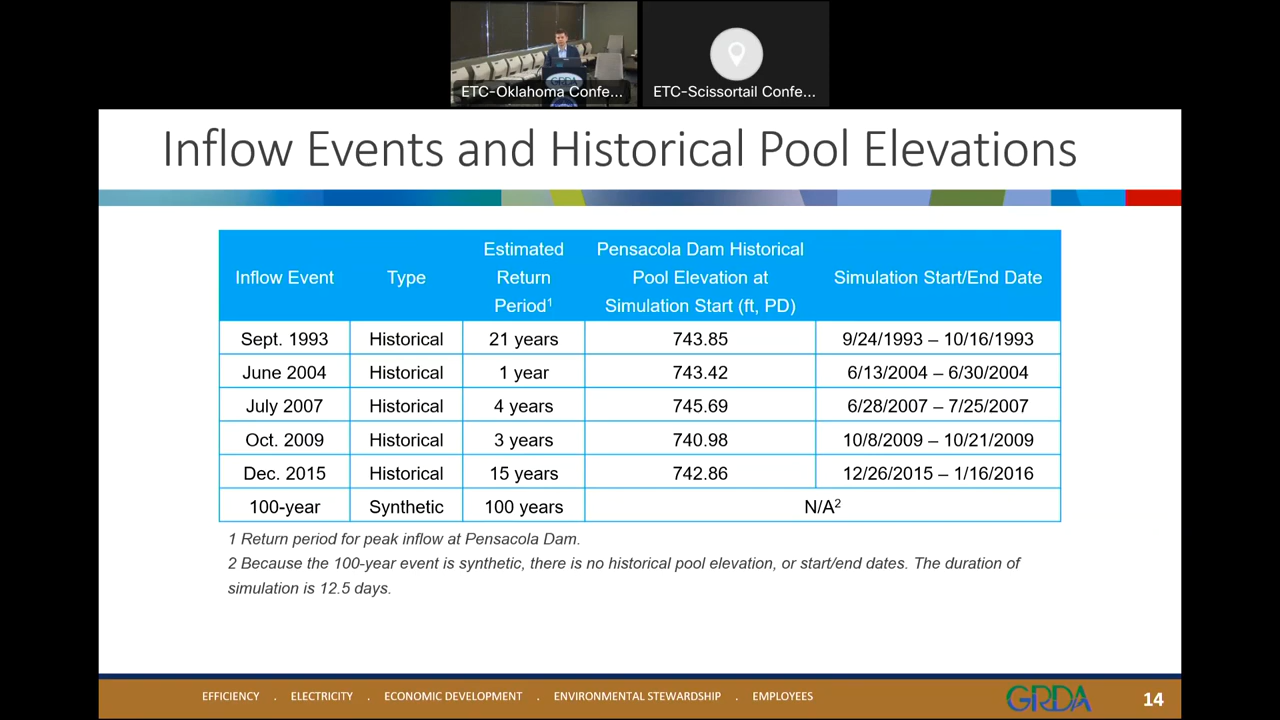 ETC-Oklahoma Confe...
ETC-Scissortail Confe...
GRDA
Inflow Events and Historical Pool Elevations
Inflow Event
Type
Estimated
Return
Period¹
Pensacola Dam Historical
Pool Elevation at
Simulation Start (ft, PD)
Simulation Start/End Date
Sept. 1993 Historical 21 years 743.85 9/24/1993 – 10/16/1993
June 2004 Historical 1 year 743.42 6/13/2004 – 6/30/2004
July 2007 Historical 4 years 745.69 6/28/2007 – 7/25/2007
Oct. 2009 Historical 3 years 740.98 10/8/2009 – 10/21/2009
Dec. 2015 Historical 15 years 742.86 12/26/2015 – 1/16/2016
100-year Synthetic 100 years N/A²
1 Return period for peak inflow at Pensacola Dam.
2 Because the 100-year event is synthetic, there is no historical pool elevation, or start/end dates. The duration of
simulation is 12.5 days.
EFFICIENCY . ELECTRICITY . ECONOMIC DEVELOPMENT . ENVIRONMENTAL STEWARDSHIP . EMPLOYEES
GRDA
14